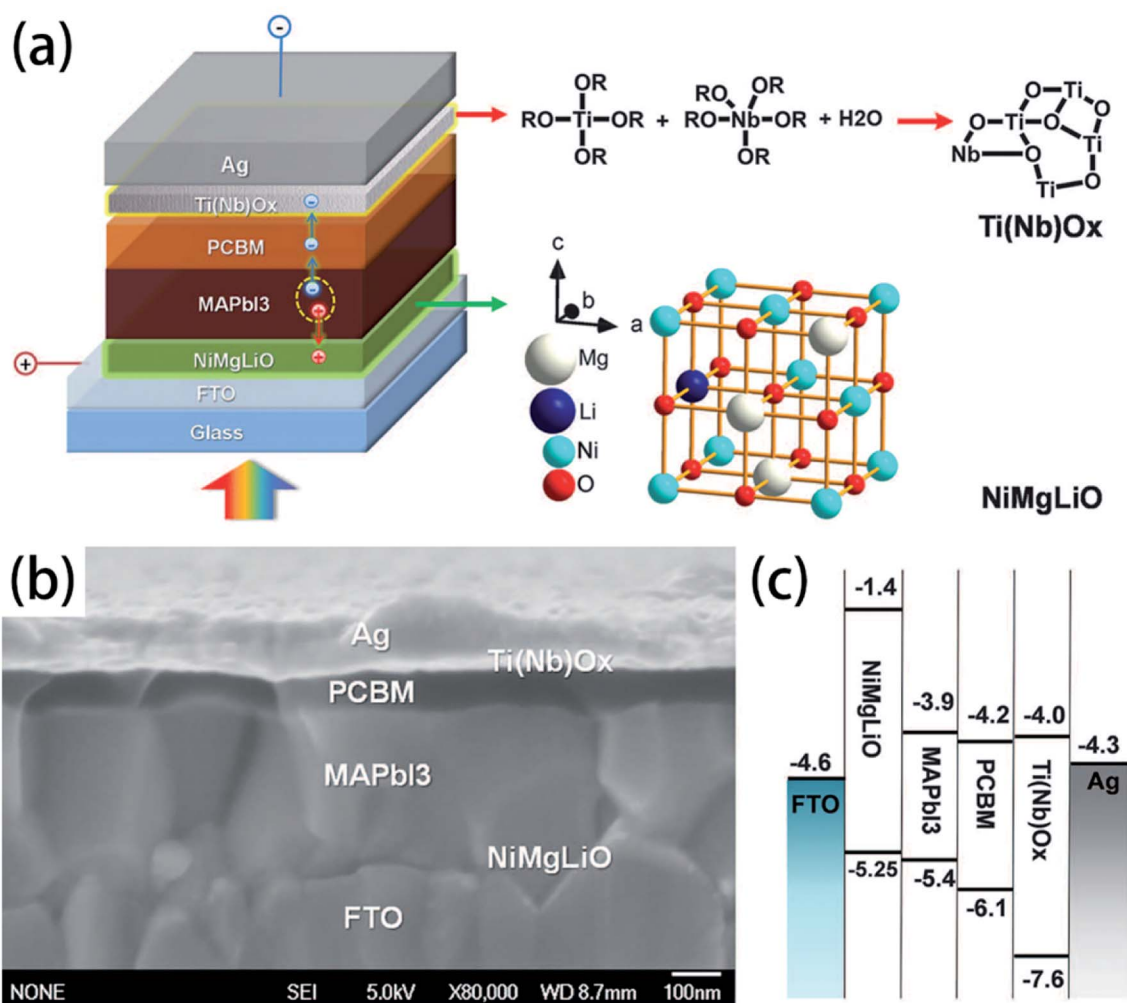 (a)
-
Ag
Ti(Nb)Ox
PCBM
MAPbI3
NiMgLiO
FTO
Glass
+
-
-
-
+
+
OR
RO-Ti-OR
OR
+
RO OR
RO-Nb-OR
OR
+ H2O
O Ti
O Ti O O
Nb O Ti
Ti O
Ti(Nb)Ox
c
b
a
Mg
Li
Ni
O
NiMgLiO
(b)
Ag
Ti(Nb)Ox
PCBM
MAPbI3
NiMgLiO
FTO
NONE SEI 5.0kV X80,000 WD 8.7mm 100nm
(c)
-1.4
NiMgLiO
-5.25
-3.9
MAPbI3
-5.4
-4.2
PCBM
-6.1
-4.0
Ti(Nb)Ox
-7.6
-4.6
FTO
-4.3
Ag